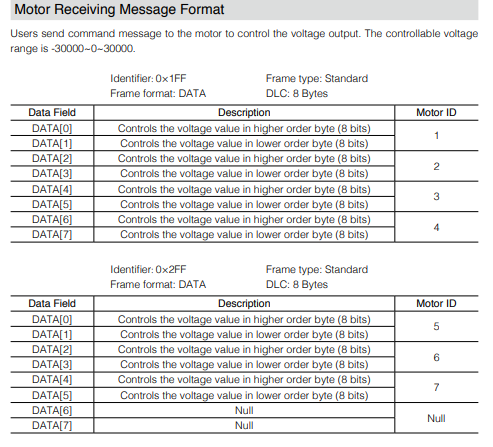 Motor Receiving Message Format
Users send command message to the motor to control the voltage output. The controllable voltage
range is -30000~0~30000.
Identifier: 0×1FF Frame type: Standard
Frame format: DATA DLC: 8 Bytes
Data Field Description Motor ID
DATA[0] Controls the voltage value in higher order byte (8 bits) 1
DATA[1] Controls the voltage value in lower order byte (8 bits)
DATA[2] Controls the voltage value in higher order byte (8 bits) 2
DATA[3] Controls the voltage value in lower order byte (8 bits)
DATA[4] Controls the voltage value in higher order byte (8 bits) 3
DATA[5] Controls the voltage value in lower order byte (8 bits)
DATA[6] Controls the voltage value in higher order byte (8 bits) 4
DATA[7] Controls the voltage value in lower order byte (8 bits)
Identifier: 0×2FF Frame type: Standard
Frame format: DATA DLC: 8 Bytes
Data Field Description Motor ID
DATA[0] Controls the voltage value in higher order byte (8 bits) 5
DATA[1] Controls the voltage value in lower order byte (8 bits)
DATA[2] Controls the voltage value in higher order byte (8 bits) 6
DATA[3] Controls the voltage value in lower order byte (8 bits)
DATA[4] Controls the voltage value in higher order byte (8 bits) 7
DATA[5] Controls the voltage value in lower order byte (8 bits)
DATA[6] Null Null
DATA[7] Null